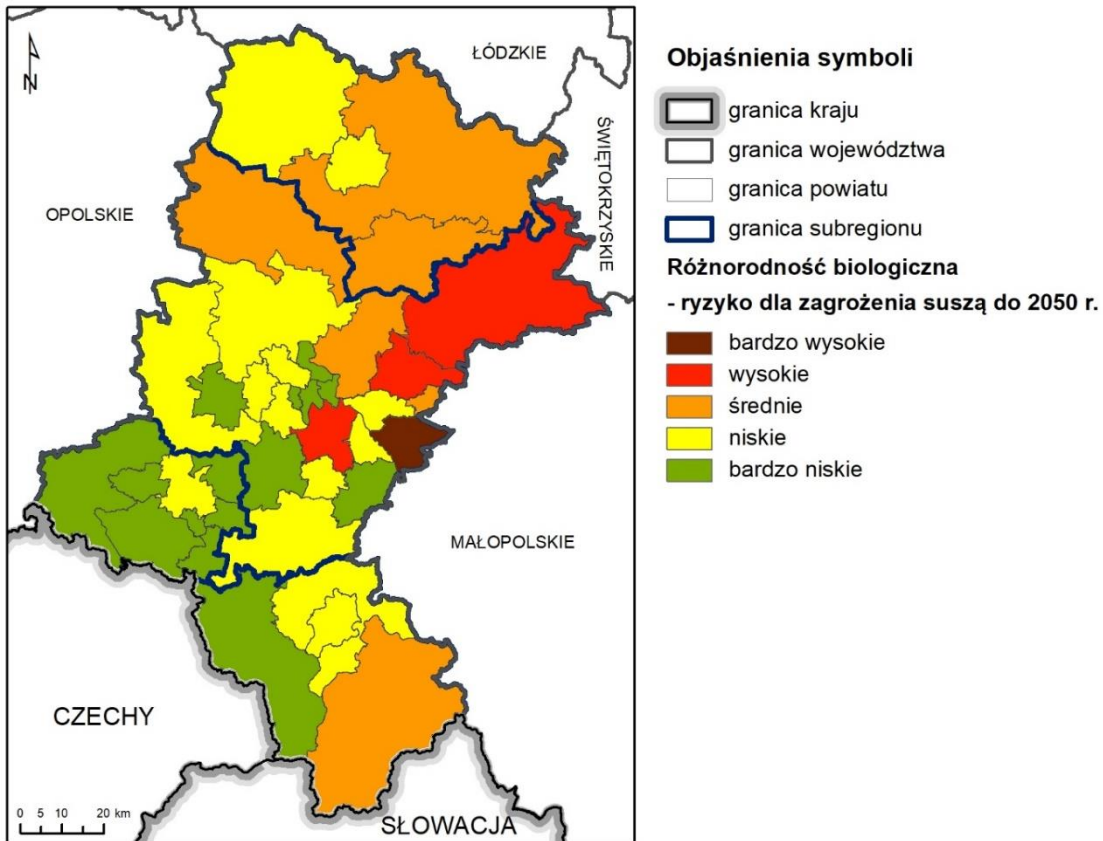 N
ŁÓDZKIE
ŚWIĘTOKRZYSKIE
OPOLSKIE
MAŁOPOLSKIE
CZECHY
SŁOWACJA
0 5 10 20 km
Objaśnienia symboli
granica kraju
granica województwa
granica powiatu
granica subregionu
Różnorodność biologiczna
- ryzyko dla zagrożenia suszą do 2050 r.
bardzo wysokie
wysokie
średnie
niskie
bardzo niskie